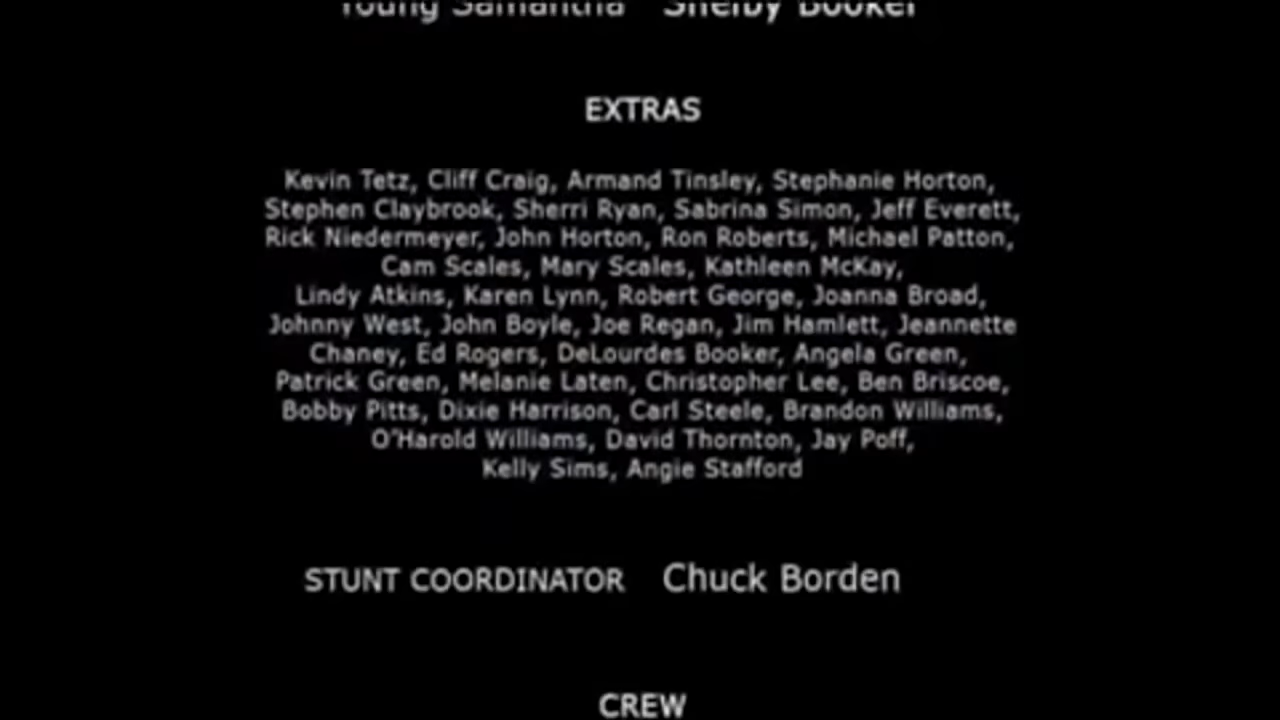 Young Samantha Shelby Booker
EXTRAS
Kevin Tetz, Cliff Craig, Armand Tinsley, Stephanie Horton,
Stephen Claybrook, Sherri Ryan, Sabrina Simon, Jeff Everett,
Rick Niedermeyer, John Horton, Ron Roberts, Michael Patton,
Cam Scales, Mary Scales, Kathleen McKay,
Lindy Atkins, Karen Lynn, Robert George, Joanna Broad,
Johnny West, John Boyle, Joe Regan, Jim Hamlett, Jeannette
Chaney, Ed Rogers, DeLourdes Booker, Angela Green,
Patrick Green, Melanie Laten, Christopher Lee, Ben Briscoe,
Bobby Pitts, Dixie Harrison, Carl Steele, Brandon Williams,
O'Harold Williams, David Thornton, Jay Poff,
Kelly Sims, Angie Stafford
STUNT COORDINATOR Chuck Borden
CREW